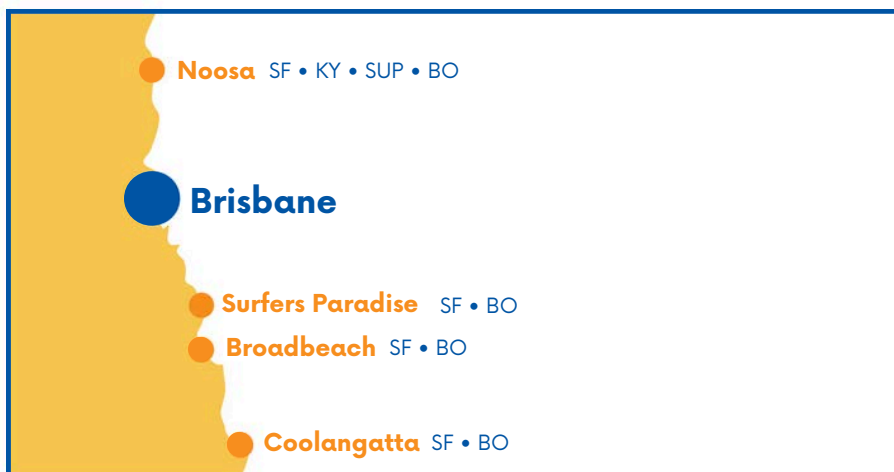 Noosa SF • KY • SUP • BO
Brisbane
Surfers Paradise SF • BO
Broadbeach SF • BO
Coolangatta SF • BO